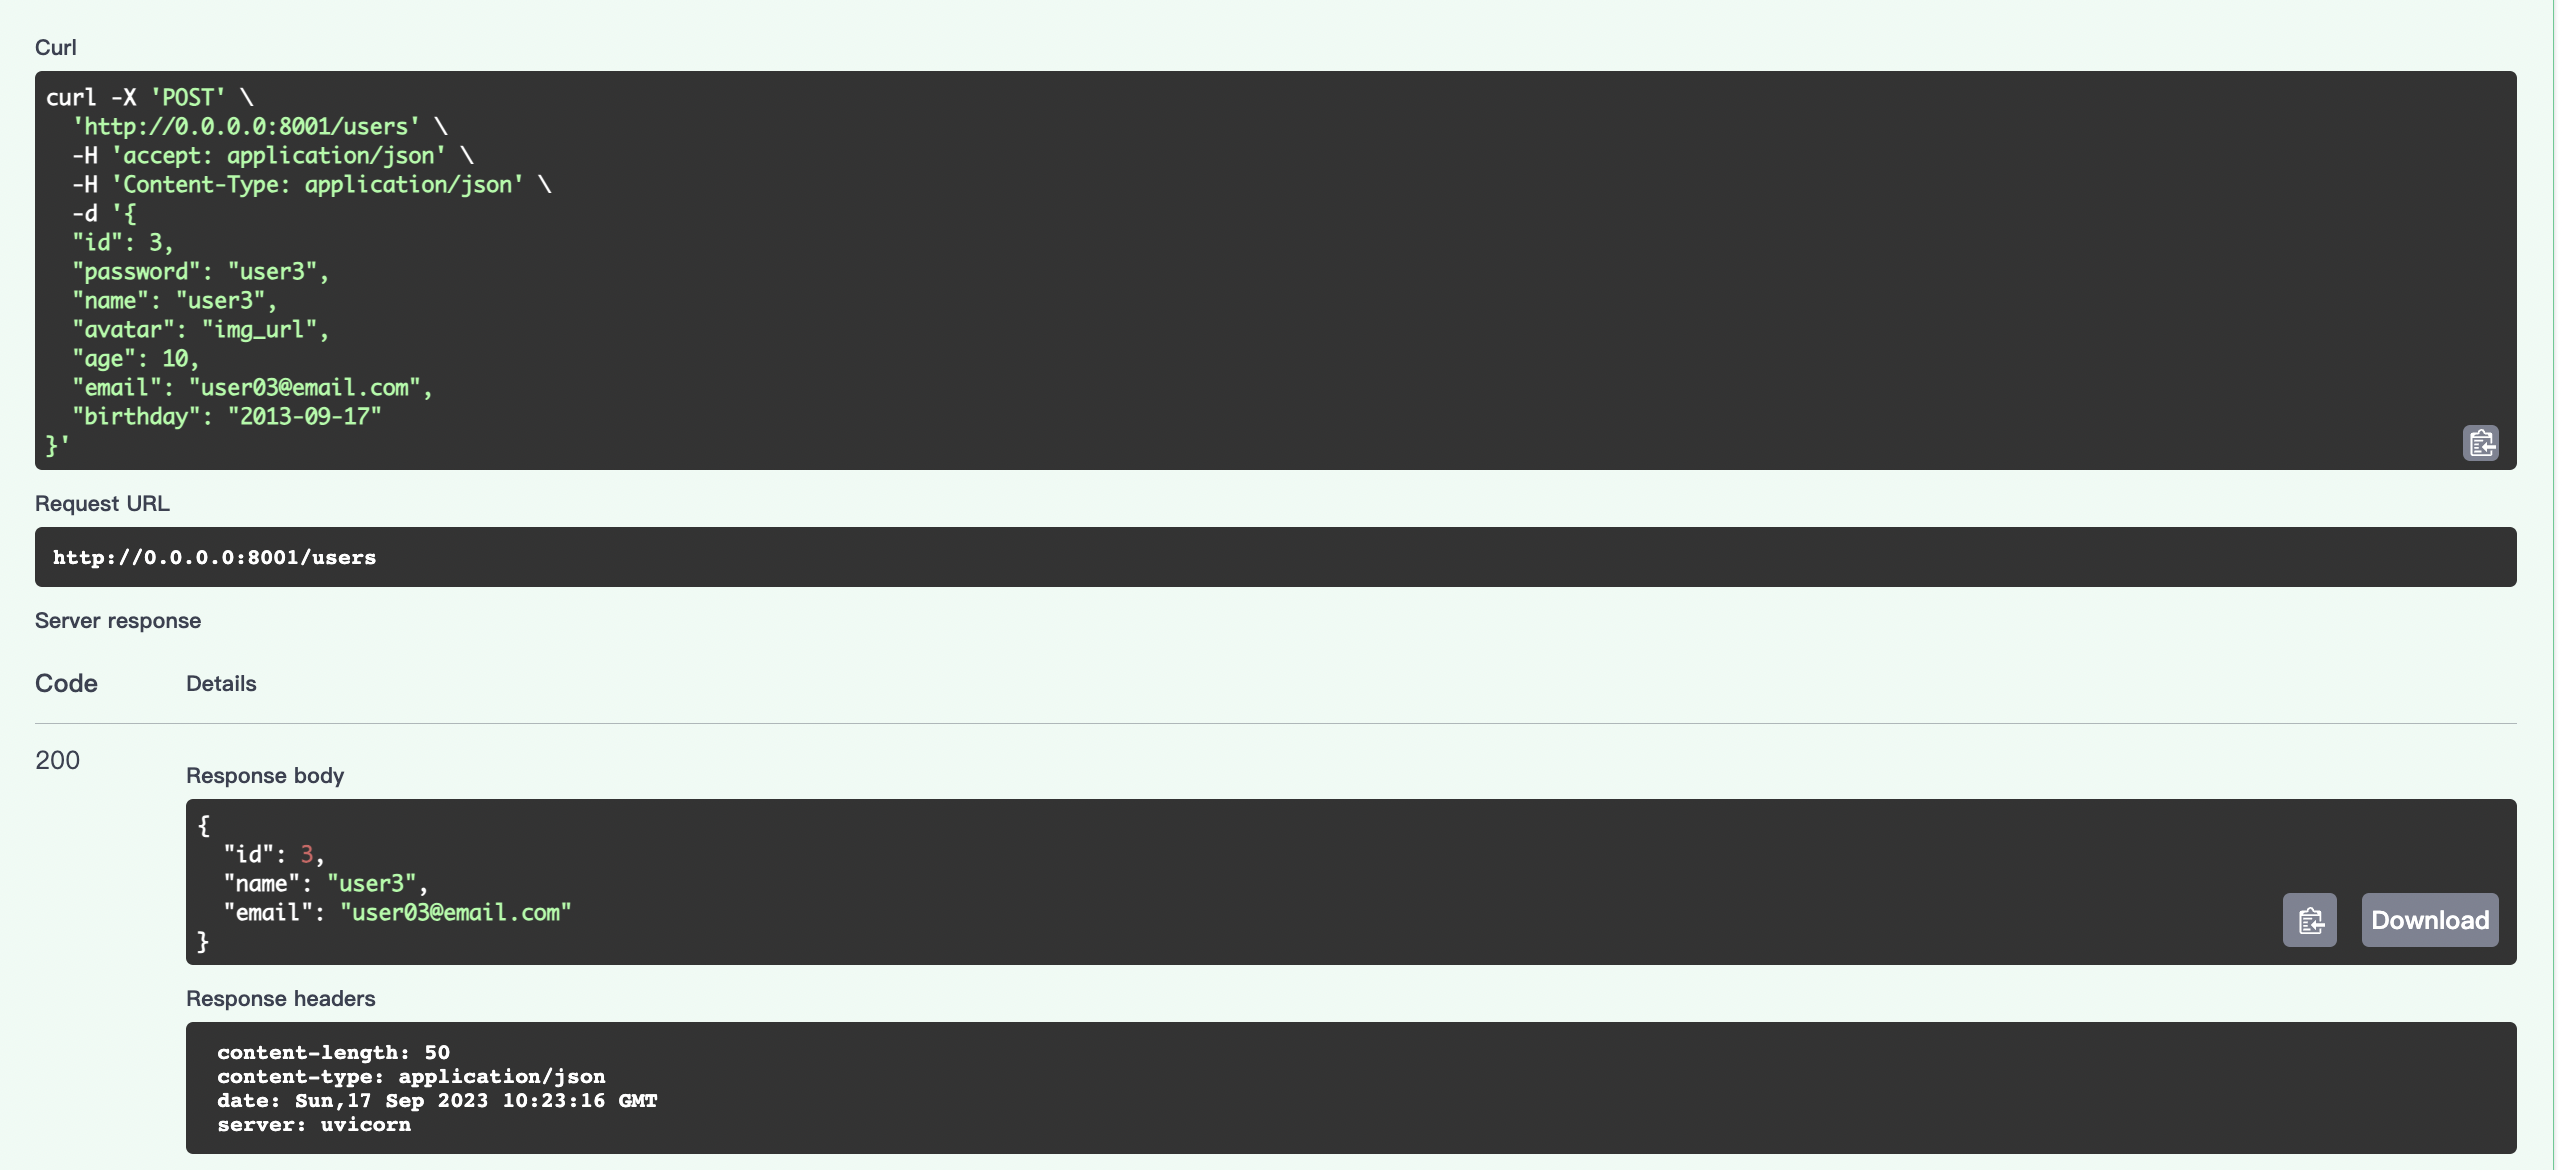 Curl
curl -X 'POST' \
  'http://0.0.0.0:8001/users' \
  -H 'accept: application/json' \
  -H 'Content-Type: application/json' \
  -d '{
  "id": 3,
  "password": "user3",
  "name": "user3",
  "avatar": "img_url",
  "age": 10,
  "email": "user03@email.com",
  "birthday": "2013-09-17"
}'
Request URL
http://0.0.0.0:8001/users
Server response
Code Details
200
Response body
{
  "id": 3,
  "name": "user3",
  "email": "user03@email.com"
}
Download
Response headers
content-length: 50
content-type: application/json
date: Sun,17 Sep 2023 10:23:16 GMT
server: uvicorn